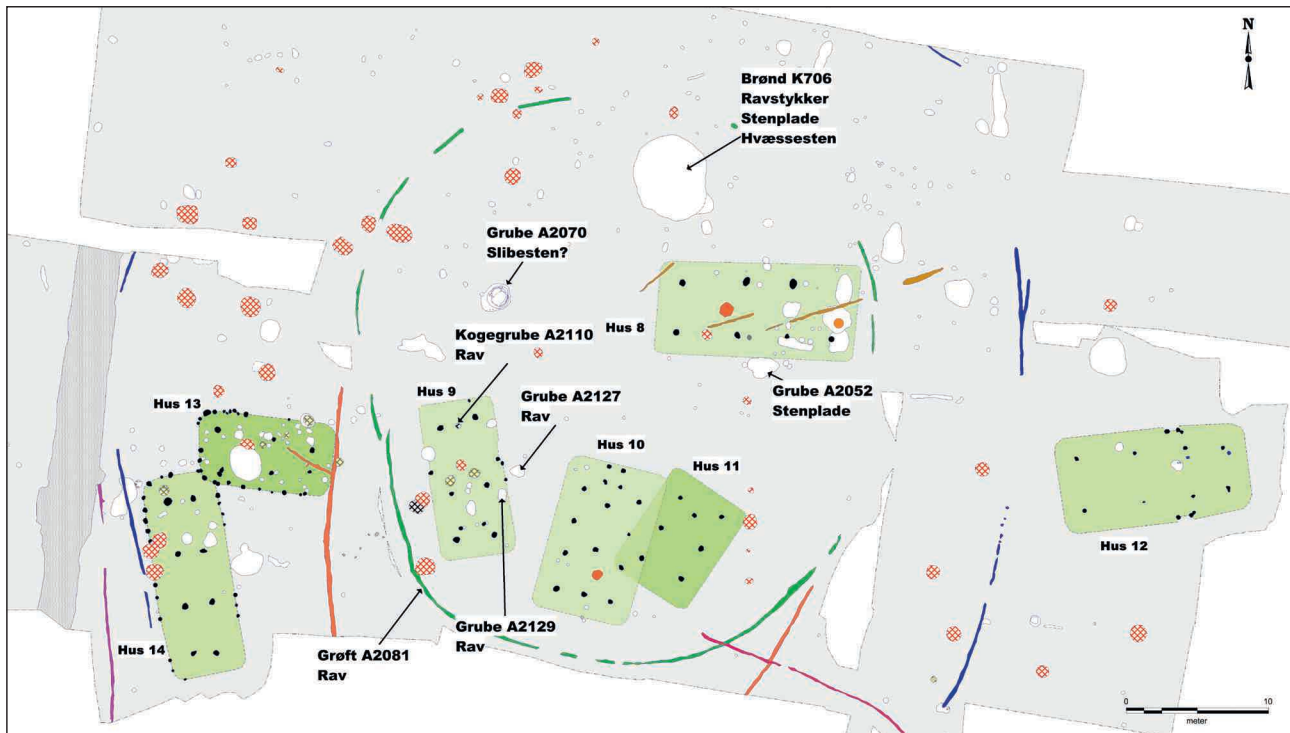 N
Brønd K706
Ravstykker
Stenplade
Hvæssesten
Grube A2070
Slibesten?
Hus 8
Kogegrube A2110
Rav
Hus 9
Grube A2127
Rav
Grube A2052
Stenplade
Hus 13
Hus 10
Hus 11
Hus 12
Hus 14
Grøft A2081
Rav
Grube A2129
Rav
0 10
meter